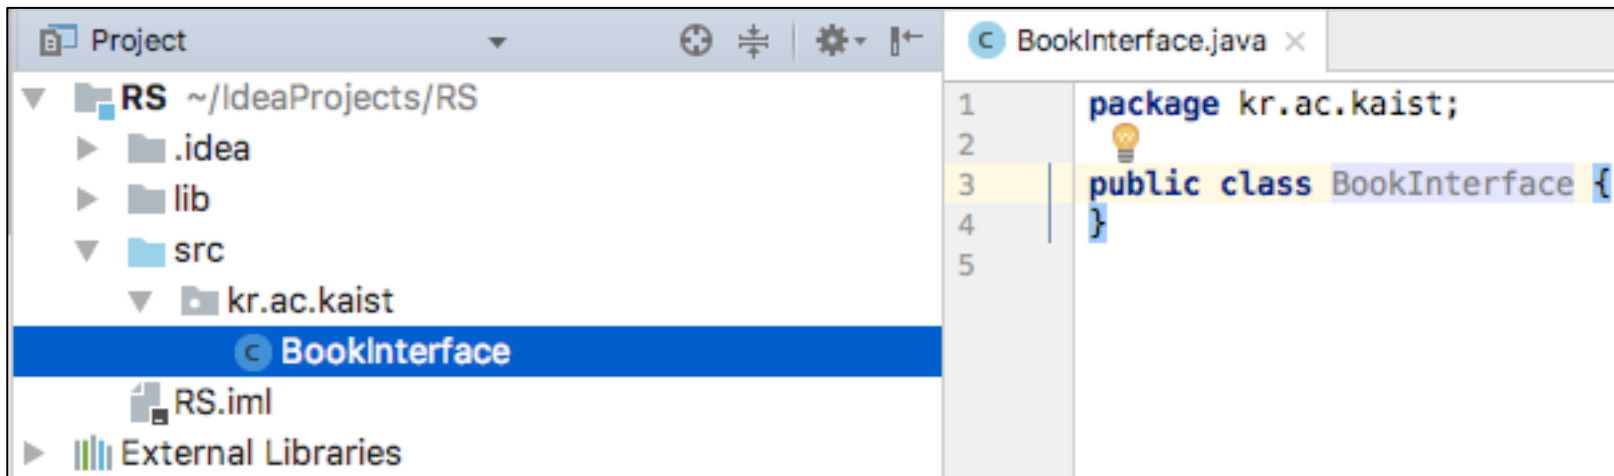 Project
RS ~/IdeaProjects/RS
.idea
lib
src
kr.ac.kaist
C BookInterface
RS.iml
External Libraries
C BookInterface.java ×
1 package kr.ac.kaist;
2
3 public class BookInterface {
4 }
5